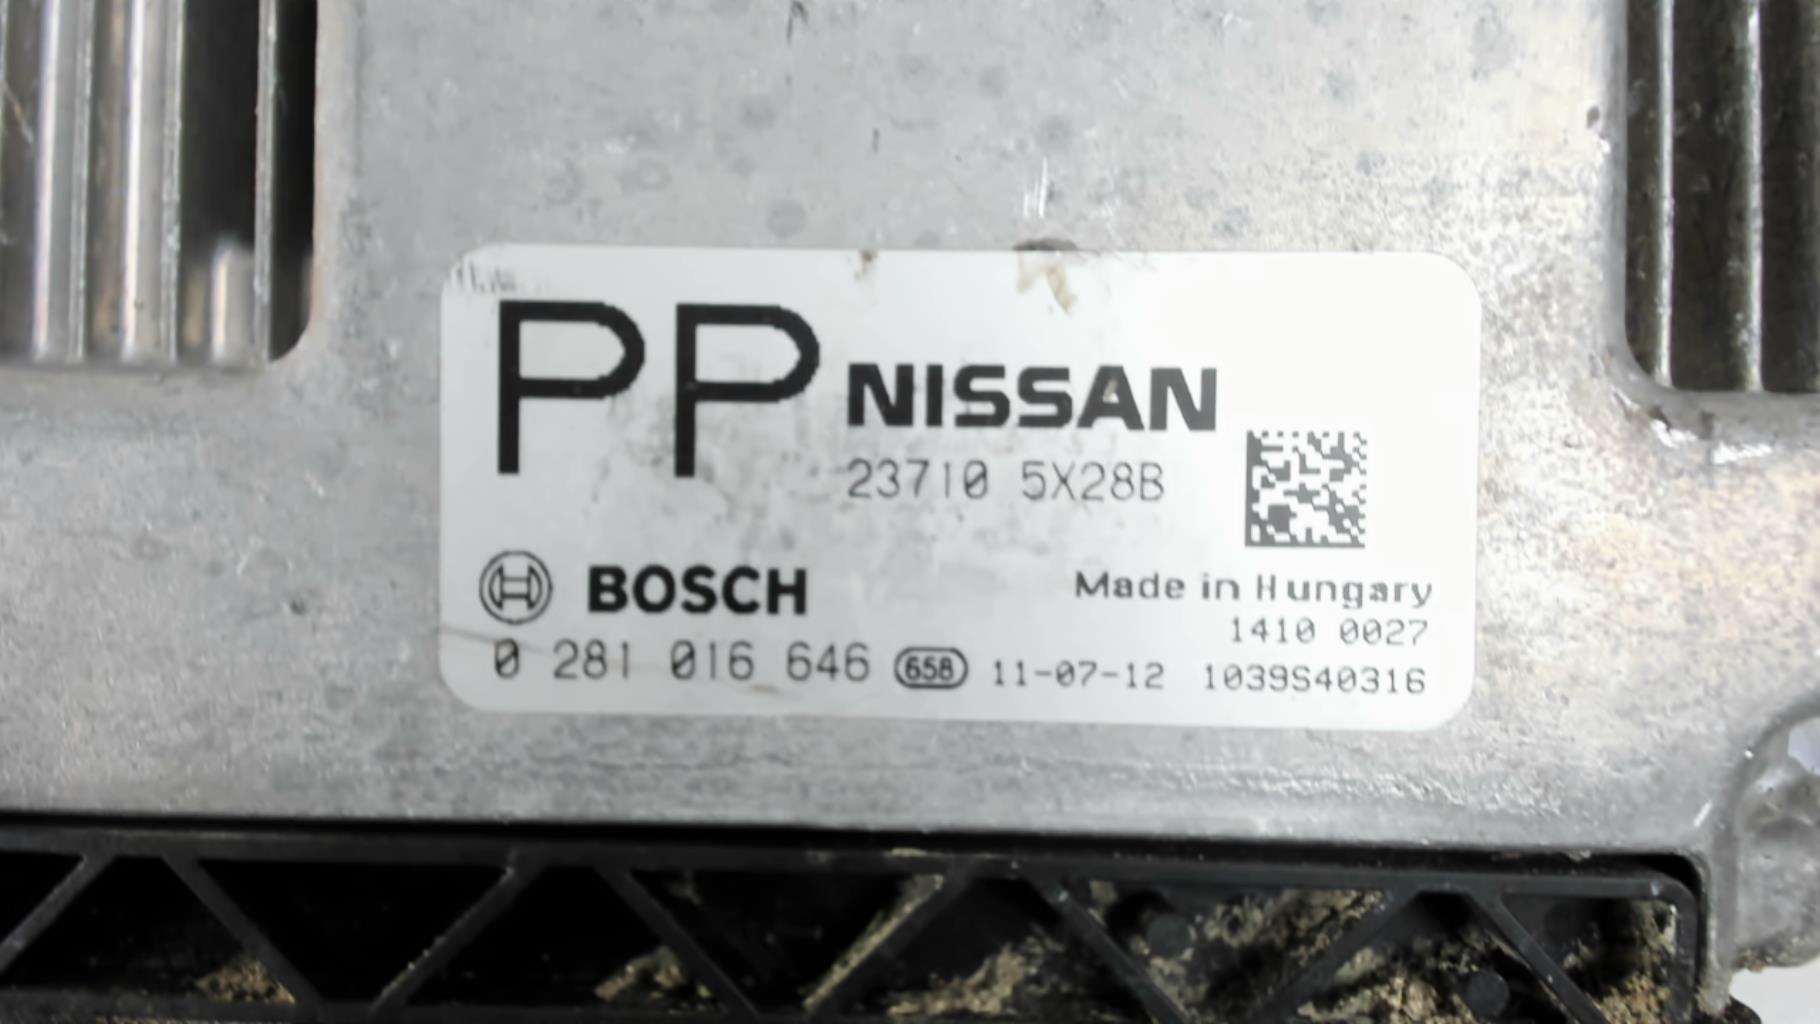 PP NISSAN
23710 5X28B
BOSCH
Made in Hungary
1410 0027
0 281 016 646 658 11-07-12 1039S40316